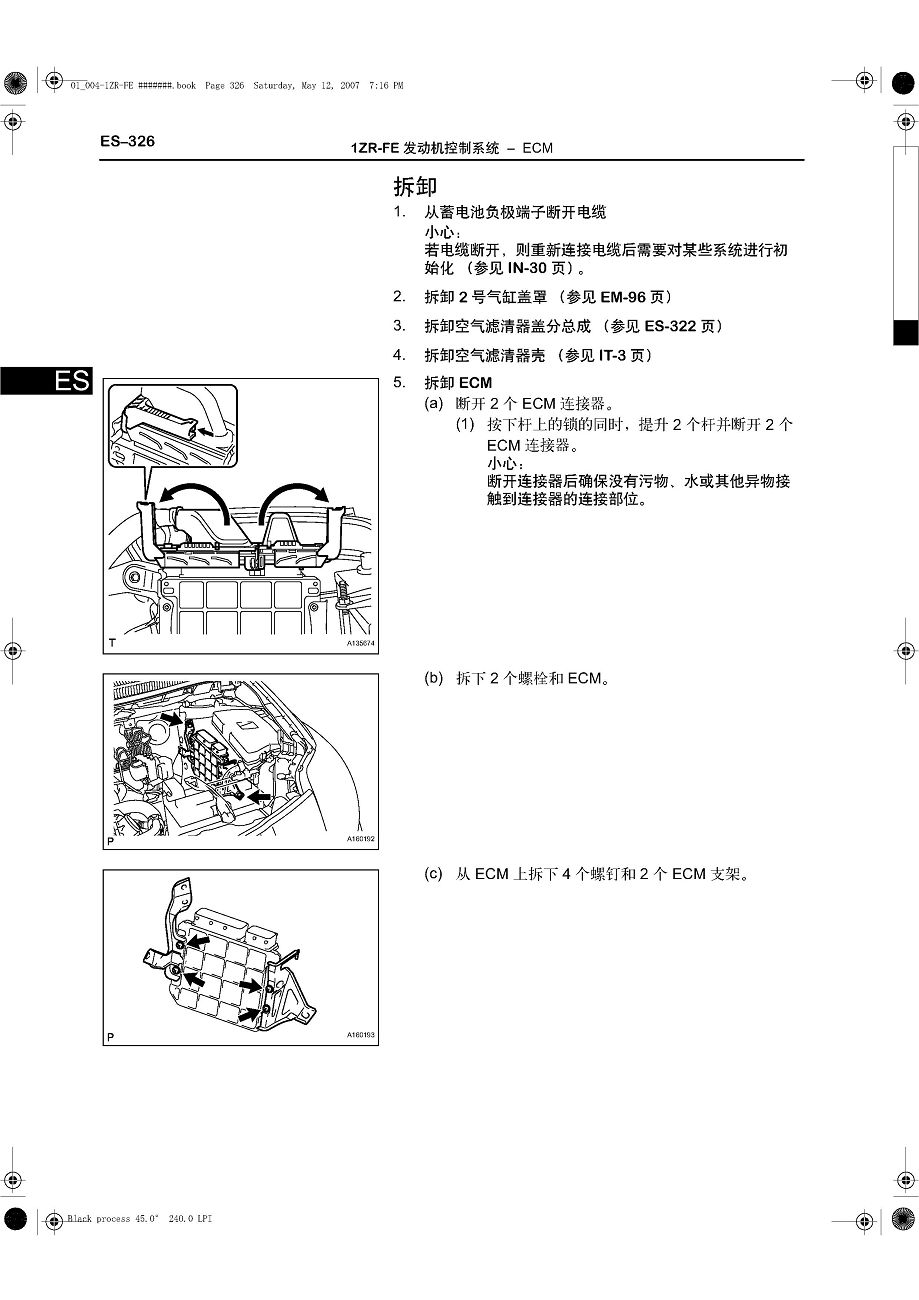 01_004-1ZR-FE #######.book Page 326 Saturday, May 12, 2007 7:16 PM
ES–326
1ZR-FE 发动机控制系统 – ECM
拆卸
1. 从蓄电池负极端子断开电缆
小心：
若电缆断开，则重新连接电缆后需要对某些系统进行初
始化 （参见 IN-30 页）。
2. 拆卸 2 号气缸盖罩 （参见 EM-96 页）
3. 拆卸空气滤清器盖分总成 （参见 ES-322 页）
4. 拆卸空气滤清器壳 （参见 IT-3 页）
ES
5. 拆卸 ECM
(a) 断开 2 个 ECM 连接器。
(1) 按下杆上的锁的同时，提升 2 个杆并断开 2 个
ECM 连接器。
小心：
断开连接器后确保没有污物、水或其他异物接
触到连接器的连接部位。
T
A135674
(b) 拆下 2 个螺栓和 ECM。
P
A160192
(c) 从 ECM 上拆下 4 个螺钉和 2 个 ECM 支架。
P
A160193
Black process 45.0° 240.0 LPI